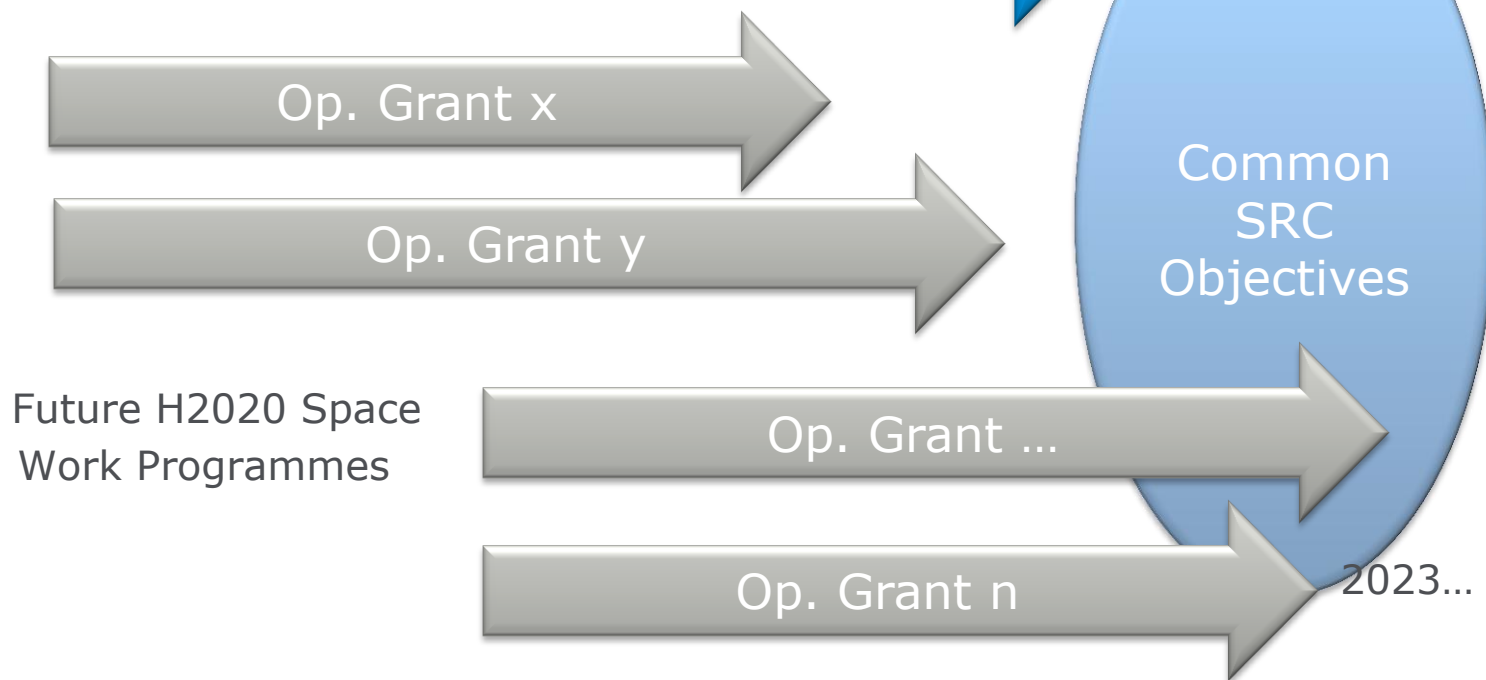 Op. Grant x
Op. Grant y
Common
SRC
Objectives
Future H2020 Space
Work Programmes
Op. Grant ...
Op. Grant n
2023...